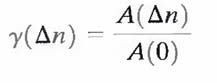 γ(Δn) = A(Δn) / A(0)